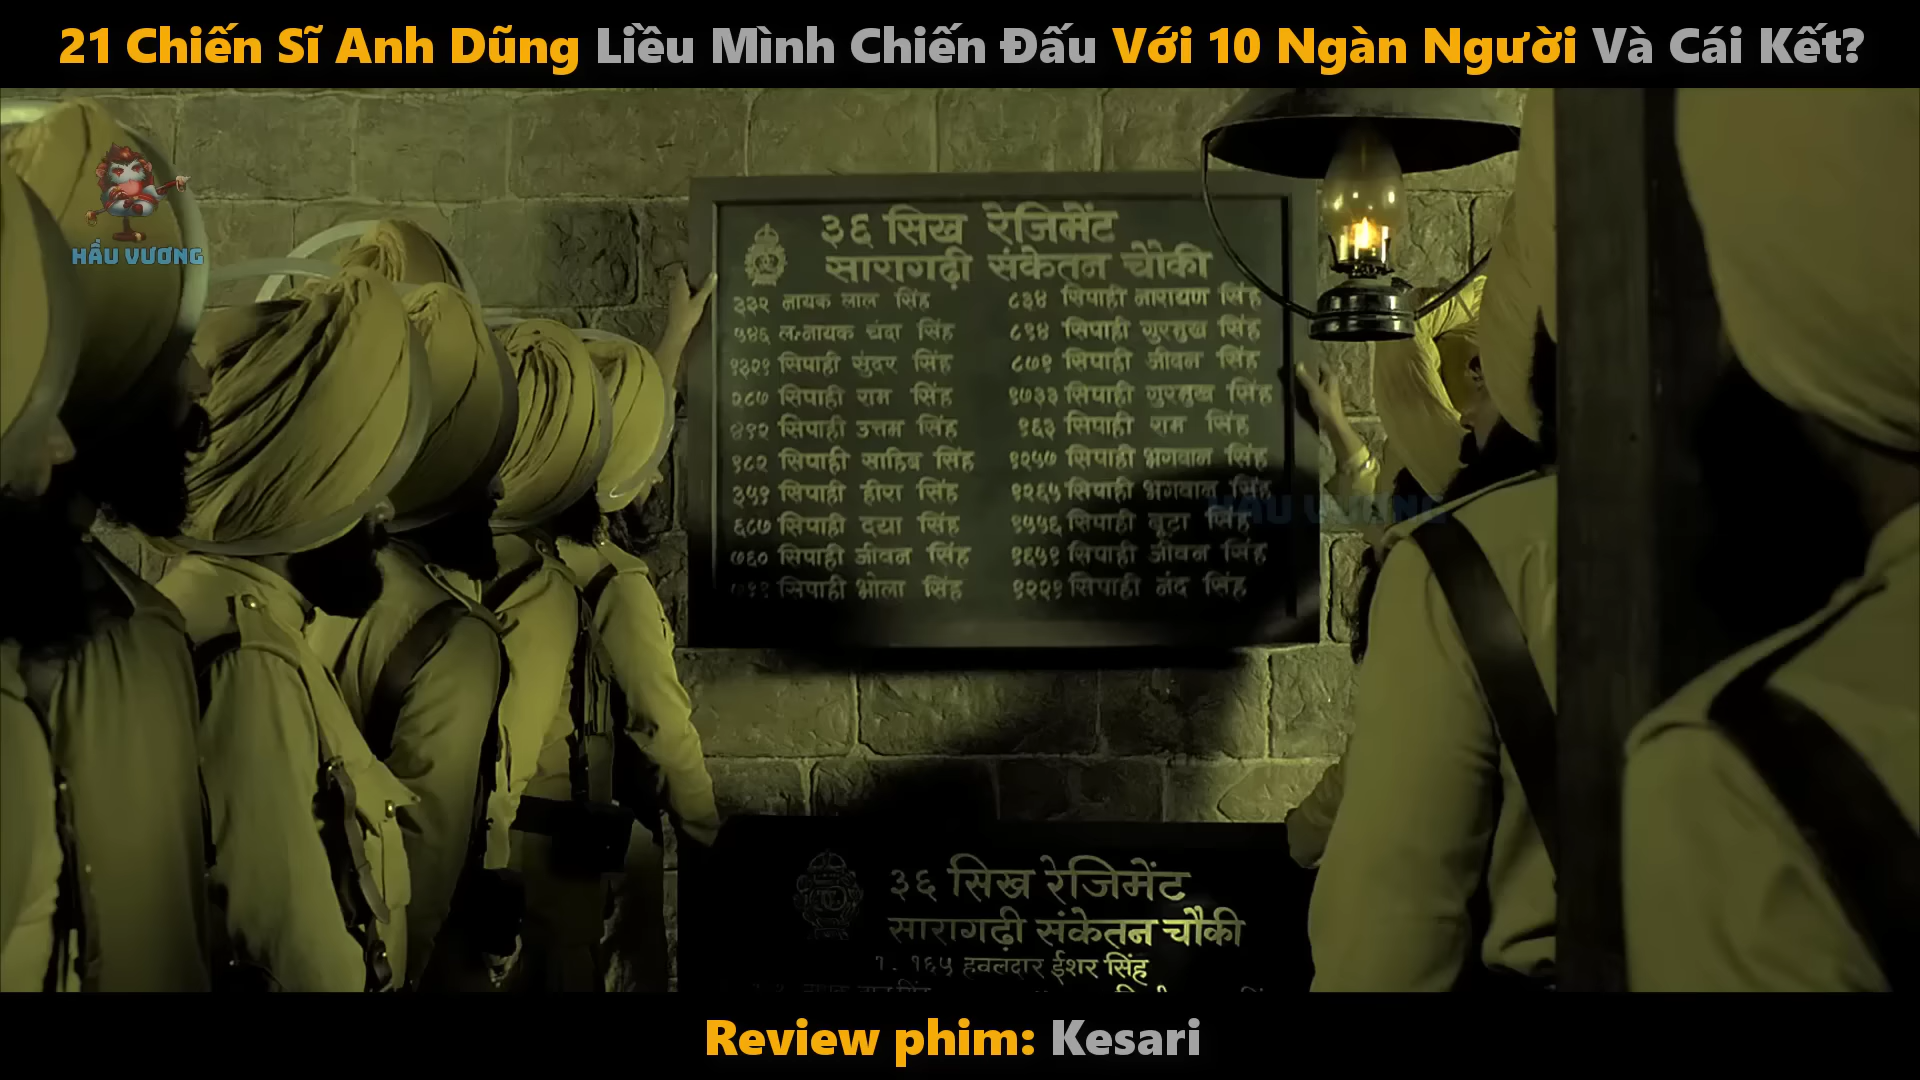 21 Chiến Sĩ Anh Dũng Liều Mình Chiến Đấu Với 10 Ngàn Người Và Cái Kết?
HẦU VƯƠNG
३६ सिख रेजिमेंट
सारागढ़ी संकेतन चौकी
३३२ नायक लाल सिंह
८३४ सिपाही नारायण सिंह
५४६ ल.नायक चंदा सिंह
८१४ सिपाही गुरमुख सिंह
१३२१ सिपाही सुंदर सिंह
८७१ सिपाही जीवन सिंह
२८७ सिपाही राम सिंह
१७३३ सिपाही गुरमुख सिंह
४९२ सिपाही उत्तम सिंह
१६३ सिपाही राम सिंह
१८२ सिपाही साहिब सिंह
१२५७ सिपाही भगवान सिंह
३५९ सिपाही हीरा सिंह
१२६५ सिपाही भगवान सिंह
६८७ सिपाही दया सिंह
१५५६ सिपाही बूटा सिंह
७६० सिपाही जीवन सिंह
१६५१ सिपाही जीवन सिंह
सिपाही भोला सिंह
१२२१ सिपाही नंद सिंह
HẦU VƯƠNG
३६ सिख रेजिमेंट
सारागढ़ी संकेतन चौकी
१. १६५ हवलदार ईशर सिंह
Review phim: Kesari